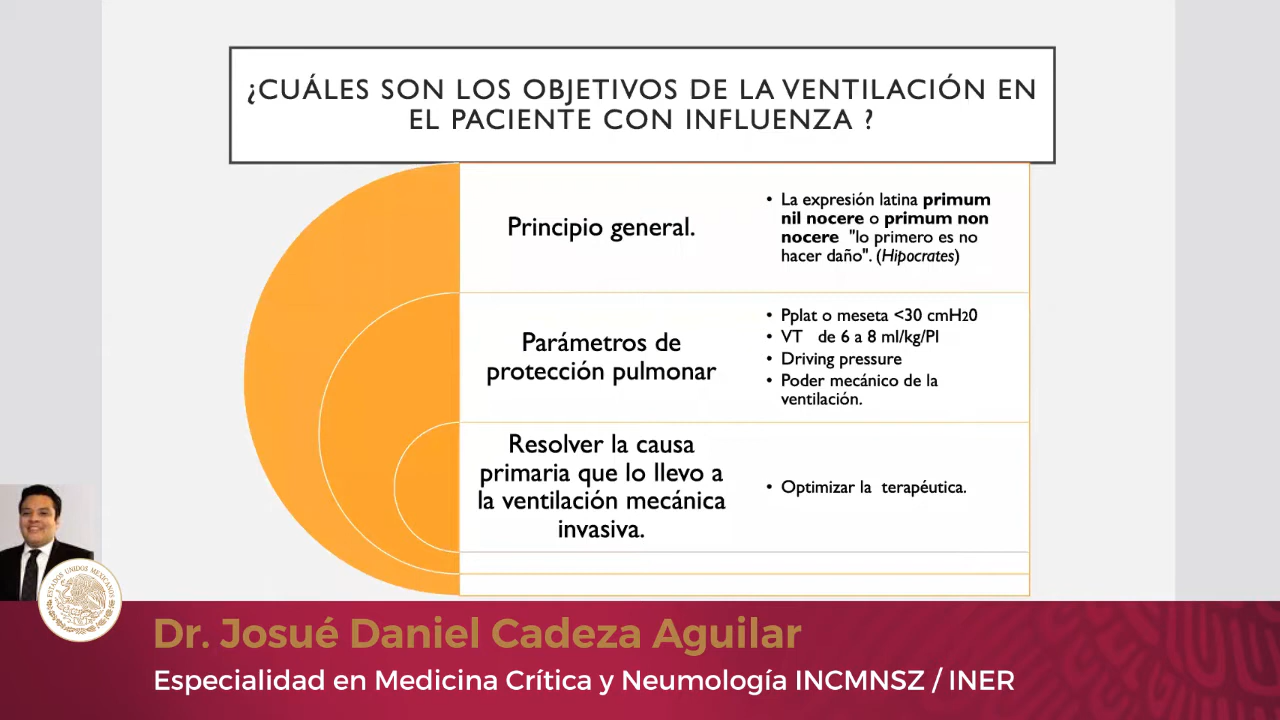 ¿CUÁLES SON LOS OBJETIVOS DE LA VENTILACIÓN EN
EL PACIENTE CON INFLUENZA ?
Principio general.
• La expresión latina primum
nil nocere o primum non
nocere "lo primero es no
hacer daño". (Hipocrates)
Parámetros de
protección pulmonar
• Pplat o meseta <30 cmH20
• VT de 6 a 8 ml/kg/PI
• Driving pressure
• Poder mecánico de la
ventilación.
Resolver la causa
primaria que lo llevo a
la ventilación mecánica
invasiva.
• Optimizar la terapéutica.
ESTADOS UNIDOS MEXICANOS
Dr. Josué Daniel Cadeza Aguilar
Especialidad en Medicina Crítica y Neumología INCMNSZ / INER